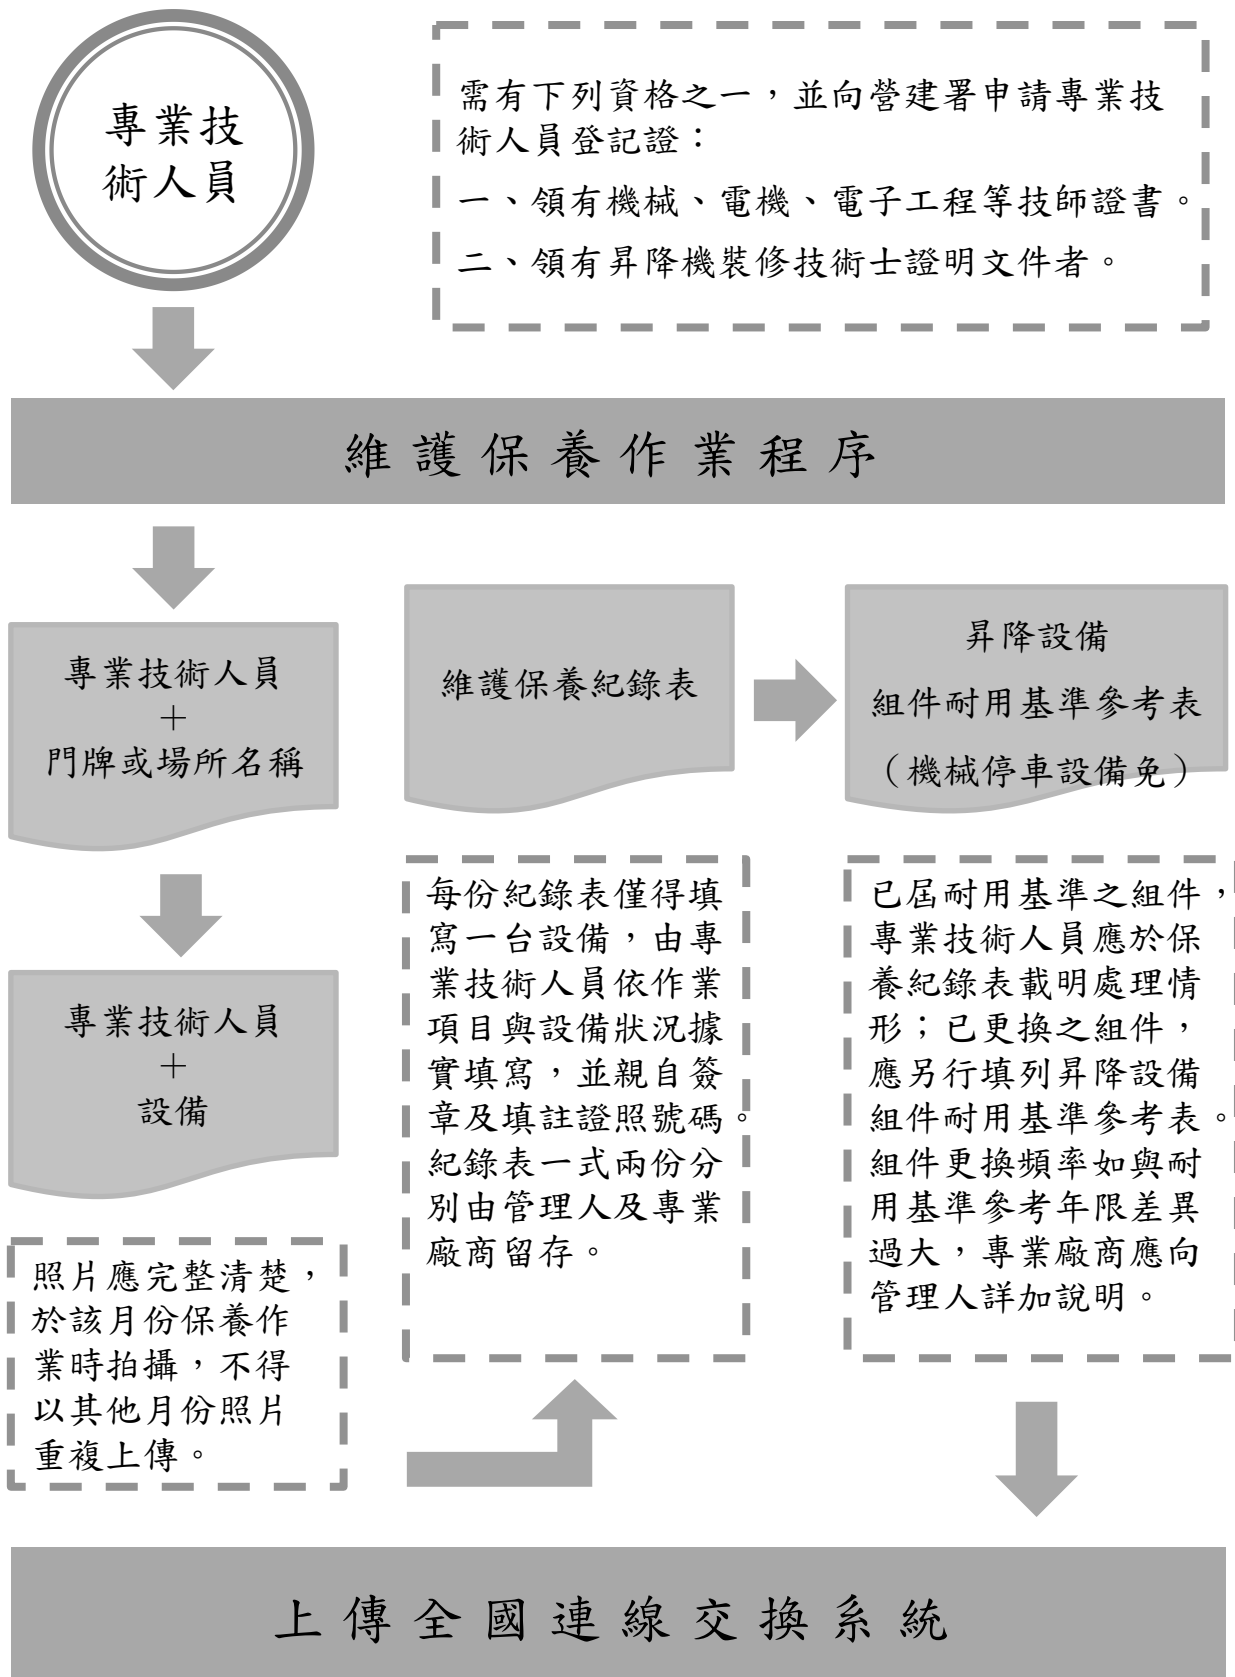 專業技
術人員
需有下列資格之一，並向營建署申請專業技
術人員登記證：
一、領有機械、電機、電子工程等技師證書。
二、領有昇降機裝修技術士證明文件者。
維護保養作業程序
專業技術人員
＋
門牌或場所名稱
專業技術人員
＋
設備
照片應完整清楚，
於該月份保養作
業時拍攝，不得
以其他月份照片
重複上傳。
維護保養紀錄表
每份紀錄表僅得填
寫一台設備，由專
業技術人員依作業
項目與設備狀況據
實填寫，並親自簽
章及填註證照號碼。
紀錄表一式兩份分
別由管理人及專業
廠商留存。
昇降設備
組件耐用基準參考表
（機械停車設備免）
已屆耐用基準之組件，
專業技術人員應於保
養紀錄表載明處理情
形；已更換之組件，
應另行填列昇降設備
組件耐用基準參考表。
組件更換頻率如與耐
用基準參考年限差異
過大，專業廠商應向
管理人詳加說明。
上傳全國連線交換系統